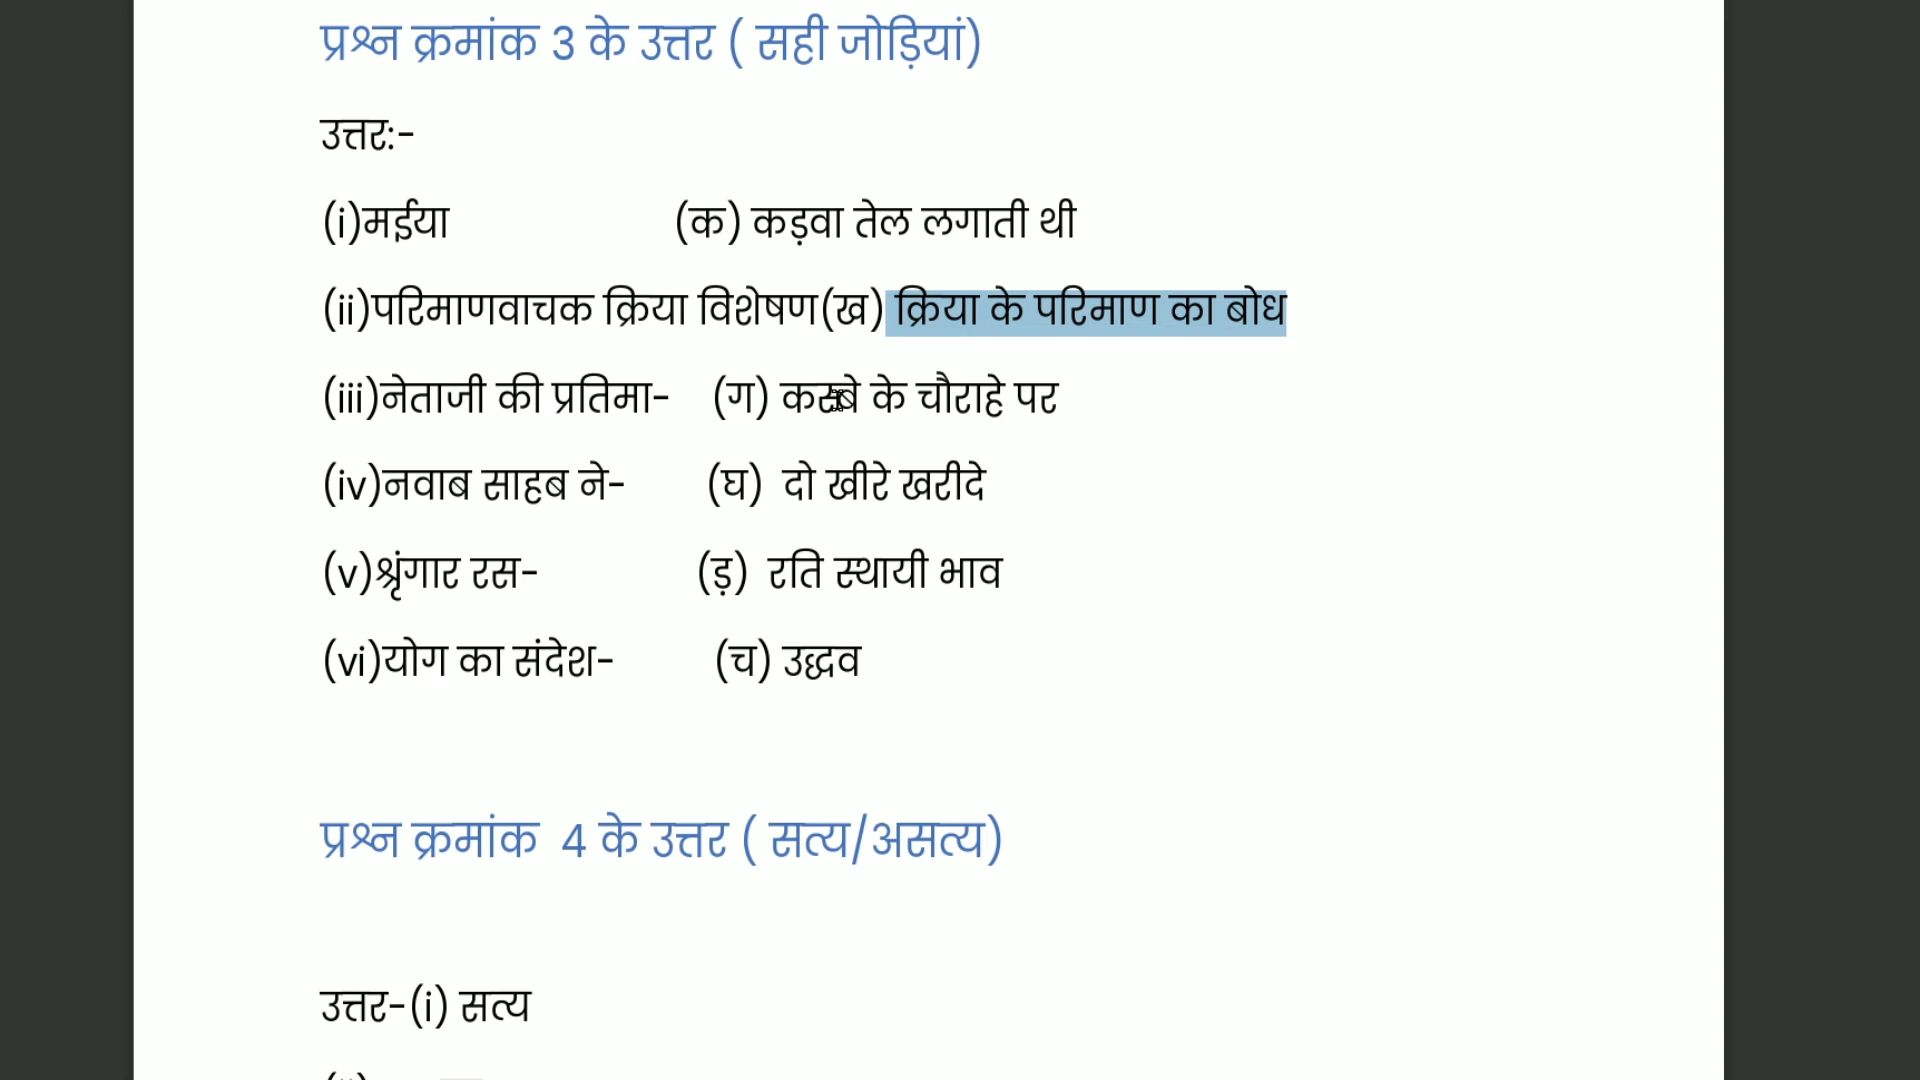 प्रश्न क्रमांक 3 के उत्तर ( सही जोड़ियां)
उत्तर:-
(i)मईया (क) कड़वा तेल लगाती थी
(ii)परिमाणवाचक क्रिया विशेषण(ख) क्रिया के परिमाण का बोध
(iii)नेताजी की प्रतिमा- (ग) कस्बे के चौराहे पर
(iv)नवाब साहब ने- (घ) दो खीरे खरीदे
(v)श्रृंगार रस- (ड़) रति स्थायी भाव
(vi)योग का संदेश- (च) उद्धव
प्रश्न क्रमांक 4 के उत्तर ( सत्य/असत्य)
उत्तर-(i) सत्य